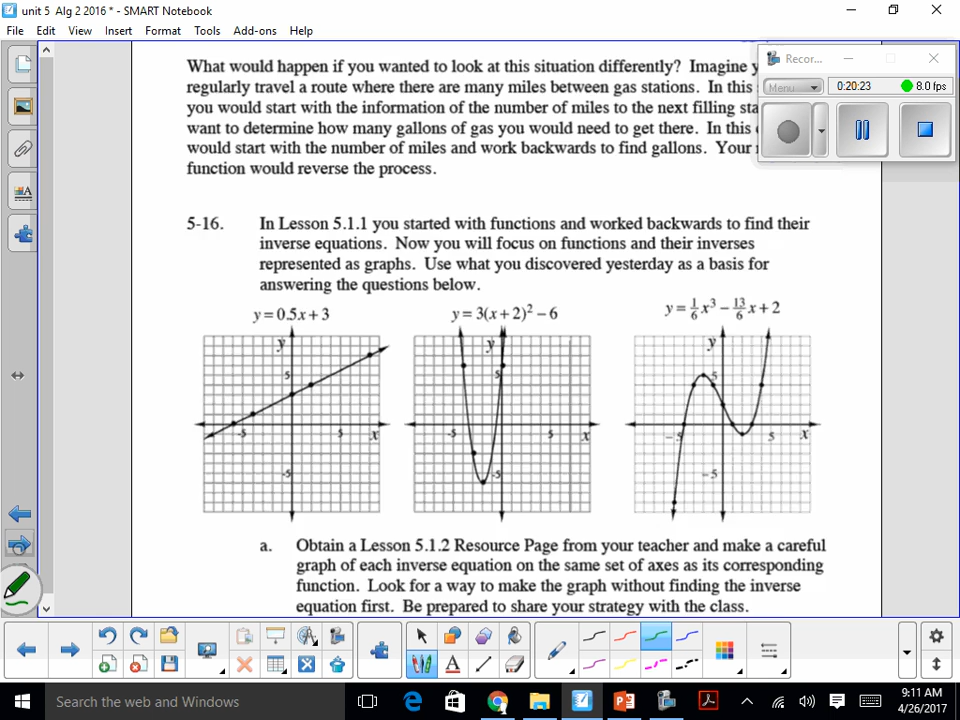 unit 5 Alg 2 2016 * - SMART Notebook
File Edit View Insert Format Tools Add-ons Help
What would happen if you wanted to look at this situation differently? Imagine
regularly travel a route where there are many miles between gas stations. In this
you would start with the information of the number of miles to the next filling
want to determine how many gallons of gas you would need to get there. In this
would start with the number of miles and work backwards to find gallons. Your
function would reverse the process.
Recor...
Menu 0:20:23 8.0 fps
5-16. In Lesson 5.1.1 you started with functions and worked backwards to find their
inverse equations. Now you will focus on functions and their inverses
represented as graphs. Use what you discovered yesterday as a basis for
answering the questions below.
y = 0.5x + 3 y = 3(x + 2)² – 6 y = 1/6 x³ – 13/6 x + 2
y y y
5 5 5
-5 5 x -5 5 x -5 5 x
-5 -5 -5
a. Obtain a Lesson 5.1.2 Resource Page from your teacher and make a careful
graph of each inverse equation on the same set of axes as its corresponding
function. Look for a way to make the graph without finding the inverse
equation first. Be prepared to share your strategy with the class.
Search the web and Windows
9:11 AM
4/26/2017